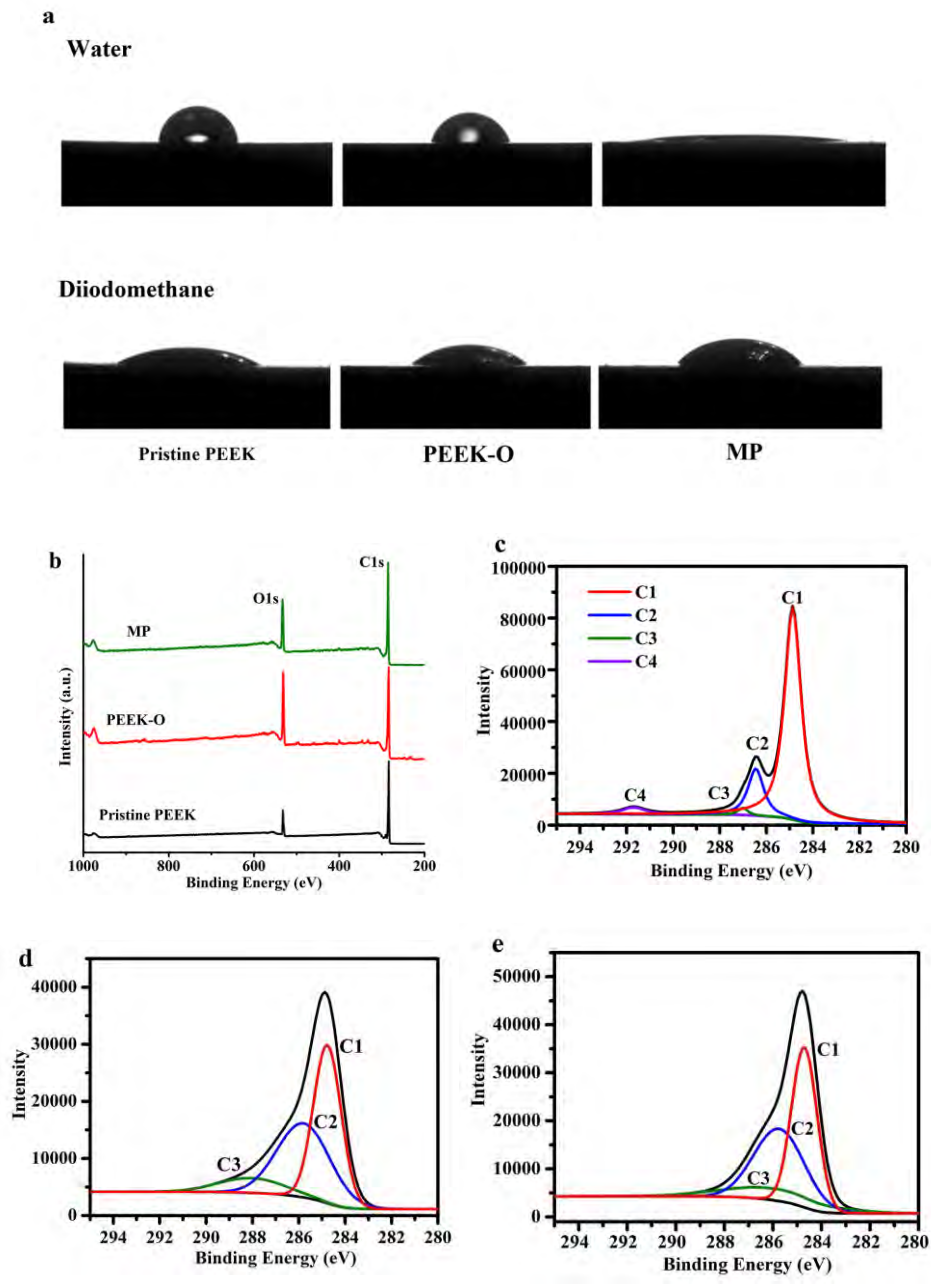 a
Water
Diiodomethane
Pristine PEEK PEEK-O MP
b
C1s
O1s
MP
PEEK-O
Pristine PEEK
Intensity (a.u.)
1000 800 600 400 200
Binding Energy (eV)
c
100000
80000
60000
40000
20000
0
Intensity
C1
C2
C3
C4
C1
C2
C3
C4
294 292 290 288 286 284 282 280
Binding Energy (eV)
d
40000
30000
20000
10000
0
Intensity
C1
C2
C3
294 292 290 288 286 284 282 280
Binding Energy (eV)
e
50000
40000
30000
20000
10000
0
Intensity
C1
C2
C3
294 292 290 288 286 284 282 280
Binding Energy (eV)